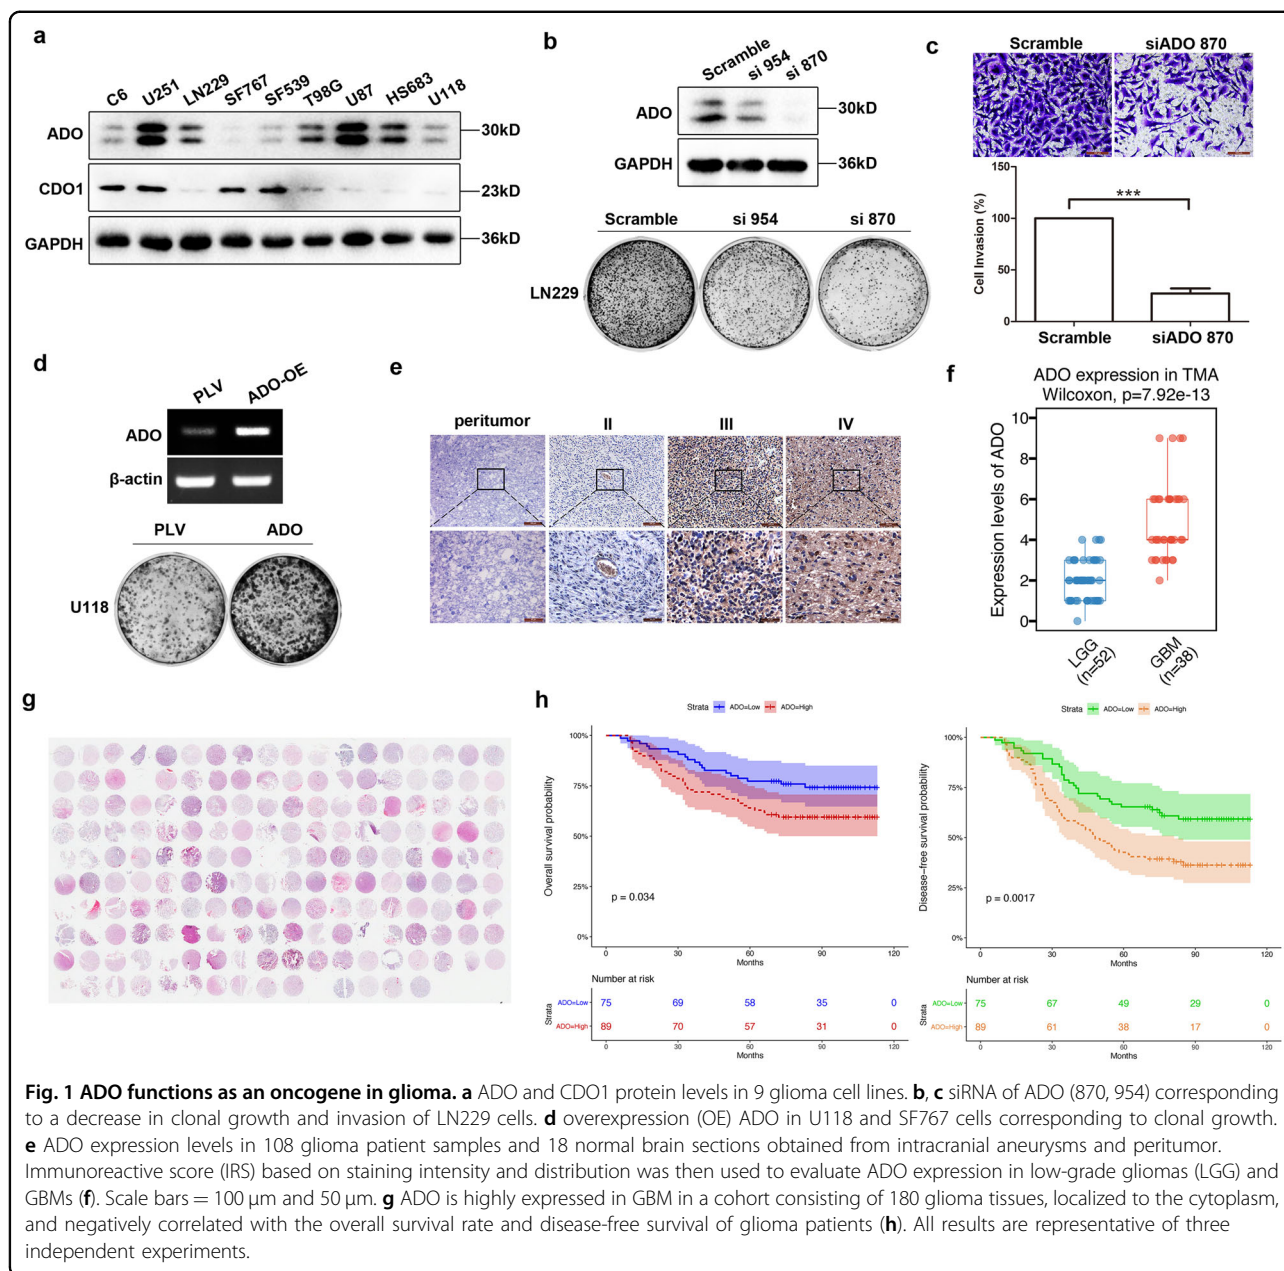 a
C6 U251 LN229 SF767 SF539 T98G U87 HS683 U118
ADO 30kD
CDO1 23kD
GAPDH 36kD
b
Scramble si 954 si 870
ADO 30kD
GAPDH 36kD
Scramble si 954 si 870
LN229
c
Scramble siADO 870
Cell Invasion (%)
150
100
50
0
***
Scramble siADO 870
d
PLV ADO-OE
ADO
β-actin
PLV ADO
U118
e
peritumor II III IV
f
ADO expression in TMA
Wilcoxon, p=7.92e-13
Expression levels of ADO
10
8
6
4
2
0
LGG
(n=52)
GBM
(n=38)
g
h
Strata ADO=Low ADO=High
Overall survival probability
100%
75%
50%
25%
0%
p = 0.034
0 30 60 90 120
Months
Number at risk
Strata
ADO=Low 75 69 58 35 0
ADO=High 89 70 57 31 0
0 30 60 90 120
Months
Strata ADO=Low ADO=High
Disease-free survival probability
100%
75%
50%
25%
0%
p = 0.0017
0 30 60 90 120
Months
Number at risk
Strata
ADO=Low 75 67 49 29 0
ADO=High 89 61 38 17 0
0 30 60 90 120
Months
Fig. 1 ADO functions as an oncogene in glioma. a ADO and CDO1 protein levels in 9 glioma cell lines. b, c siRNA of ADO (870, 954) corresponding
to a decrease in clonal growth and invasion of LN229 cells. d overexpression (OE) ADO in U118 and SF767 cells corresponding to clonal growth.
e ADO expression levels in 108 glioma patient samples and 18 normal brain sections obtained from intracranial aneurysms and peritumor.
Immunoreactive score (IRS) based on staining intensity and distribution was then used to evaluate ADO expression in low-grade gliomas (LGG) and
GBMs (f). Scale bars = 100 μm and 50 μm. g ADO is highly expressed in GBM in a cohort consisting of 180 glioma tissues, localized to the cytoplasm,
and negatively correlated with the overall survival rate and disease-free survival of glioma patients (h). All results are representative of three
independent experiments.